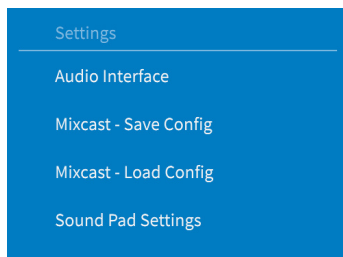 Settings
Audio Interface
Mixcast - Save Config
Mixcast - Load Config
Sound Pad Settings